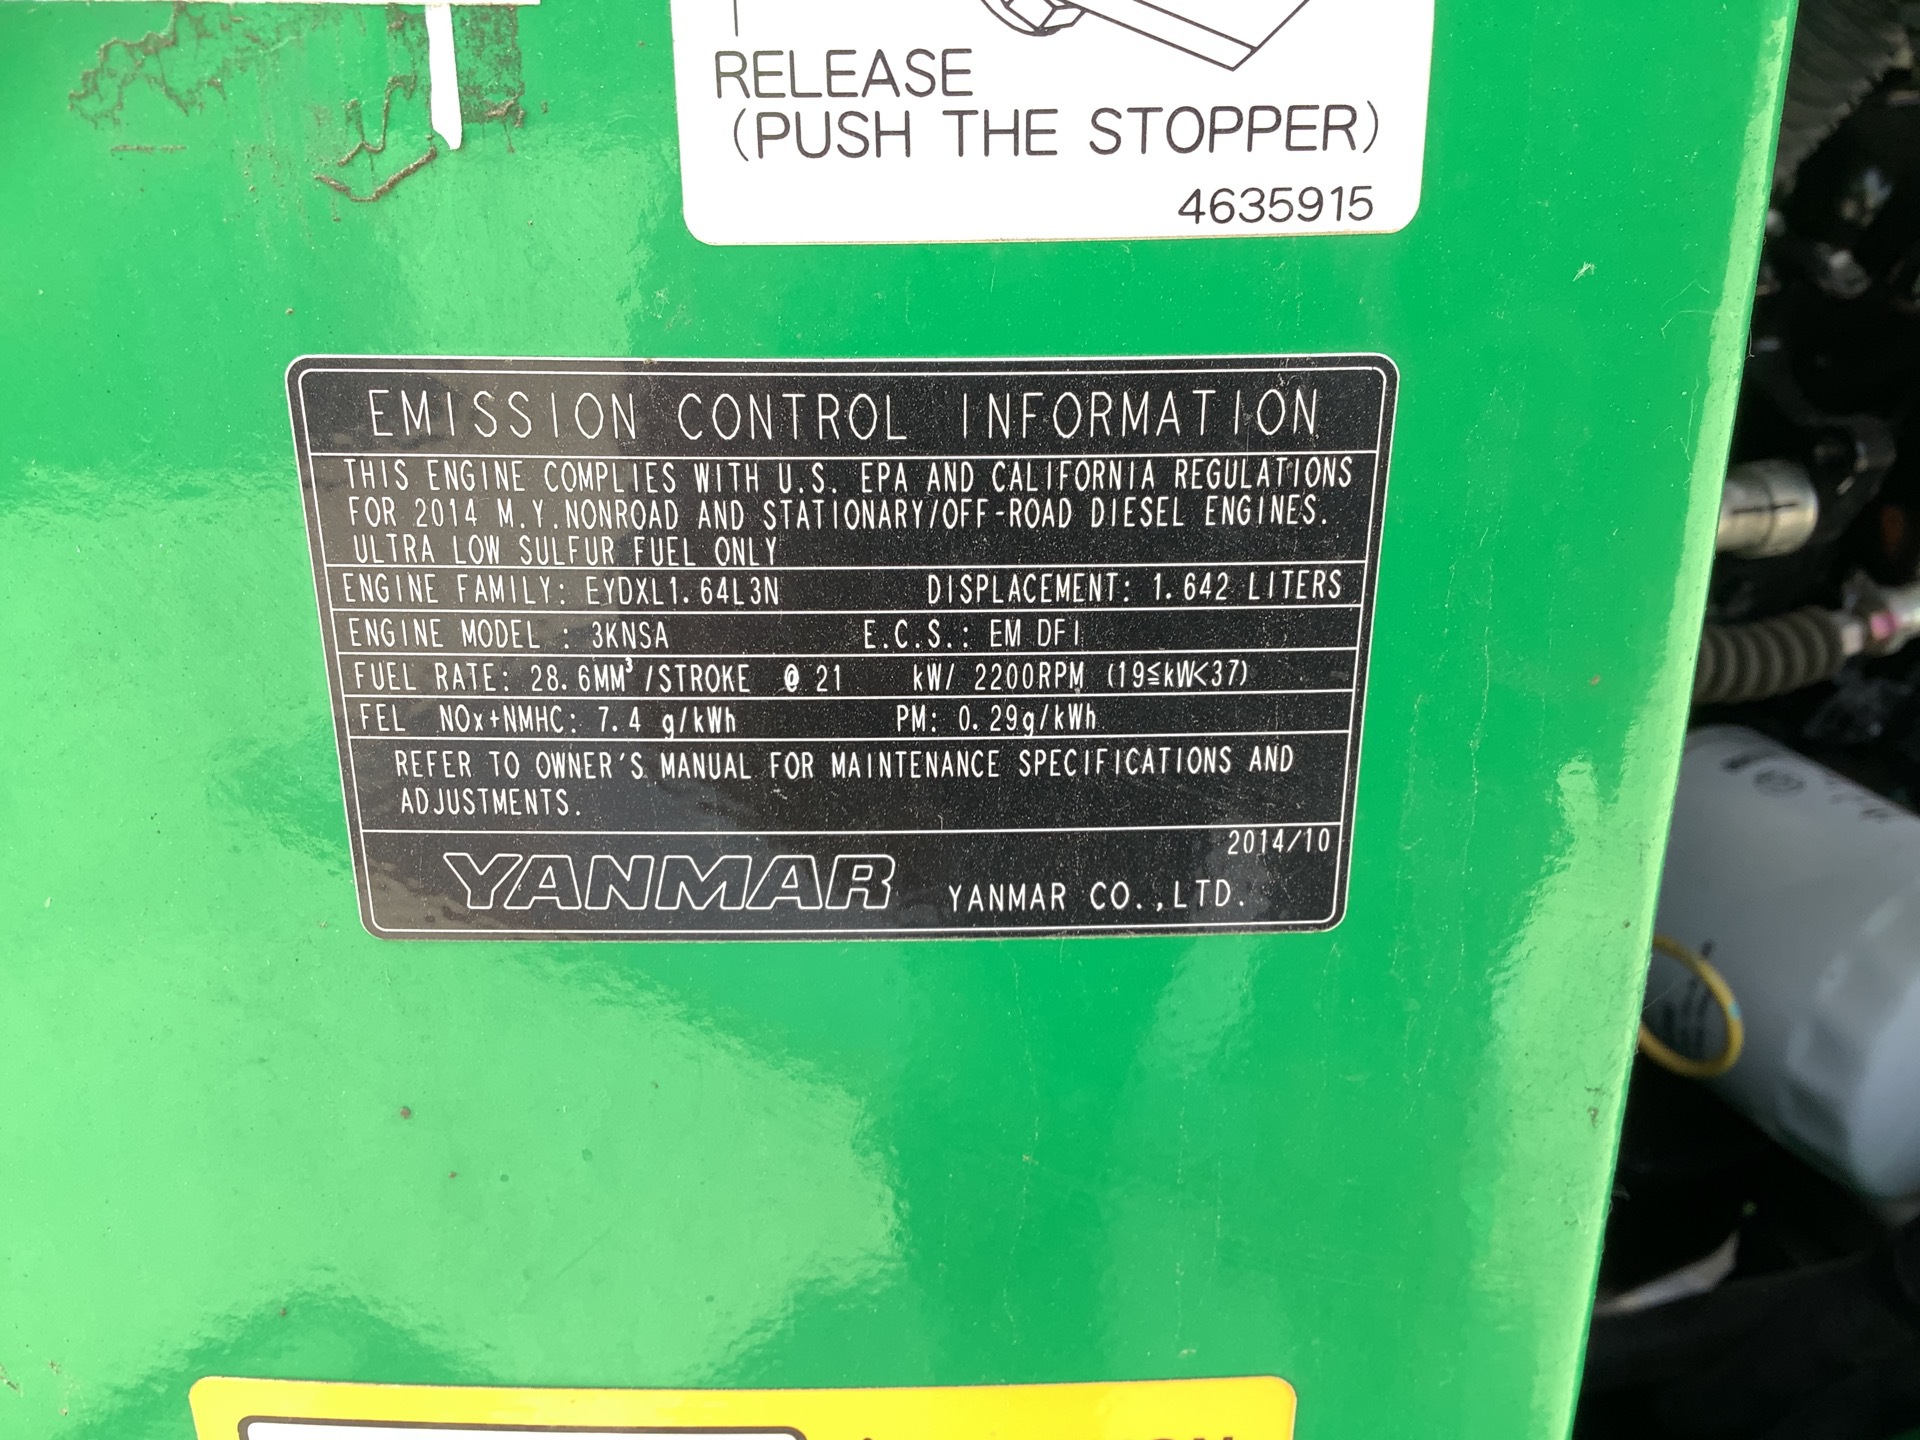 RELEASE
(PUSH THE STOPPER)
4635915
EMISSION CONTROL INFORMATION
THIS ENGINE COMPLIES WITH U.S. EPA AND CALIFORNIA REGULATIONS
FOR 2014 M.Y. NONROAD AND STATIONARY/OFF-ROAD DIESEL ENGINES.
ULTRA LOW SULFUR FUEL ONLY
ENGINE FAMILY: EYDXL1.64L3N DISPLACEMENT: 1.642 LITERS
ENGINE MODEL : 3KNSA E.C.S.: EM DFI
FUEL RATE: 28.6MM³/STROKE @ 21 kW/ 2200RPM (19≦kW<37)
FEL NOx+NMHC: 7.4 g/kWh PM: 0.29g/kWh
REFER TO OWNER'S MANUAL FOR MAINTENANCE SPECIFICATIONS AND
ADJUSTMENTS.
2014/10
YANMAR YANMAR CO.,LTD.